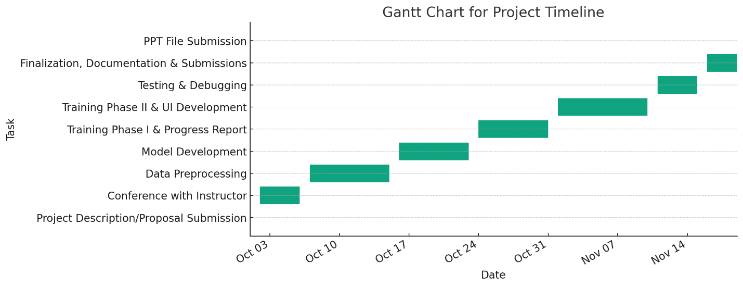 Gantt Chart for Project Timeline
PPT File Submission
Finalization, Documentation & Submissions
Testing & Debugging
Training Phase II & UI Development
Training Phase I & Progress Report
Model Development
Data Preprocessing
Conference with Instructor
Project Description/Proposal Submission
Task
Oct 03
Oct 10
Oct 17
Oct 24
Oct 31
Nov 07
Nov 14
Date